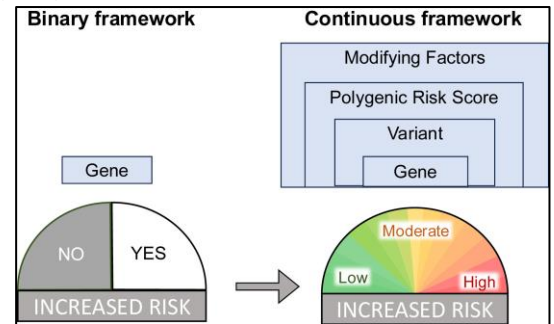 Binary framework
Gene
NO
YES
INCREASED RISK
Continuous framework
Modifying Factors
Polygenic Risk Score
Variant
Gene
Low
Moderate
High
INCREASED RISK